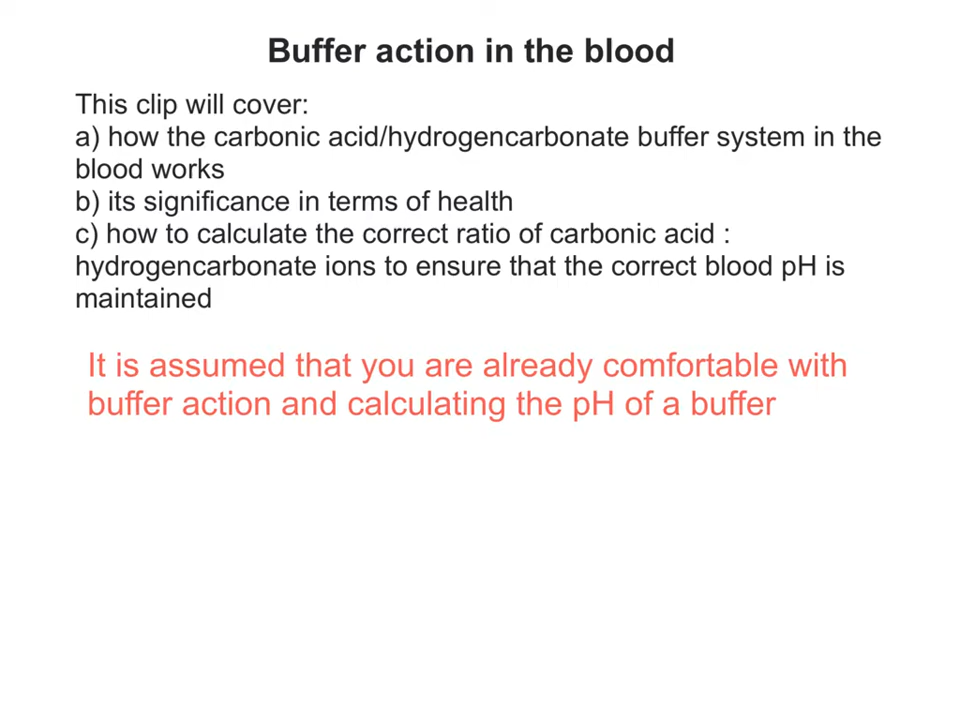 Buffer action in the blood
This clip will cover:
a) how the carbonic acid/hydrogencarbonate buffer system in the
blood works
b) its significance in terms of health
c) how to calculate the correct ratio of carbonic acid :
hydrogencarbonate ions to ensure that the correct blood pH is
maintained
It is assumed that you are already comfortable with
buffer action and calculating the pH of a buffer